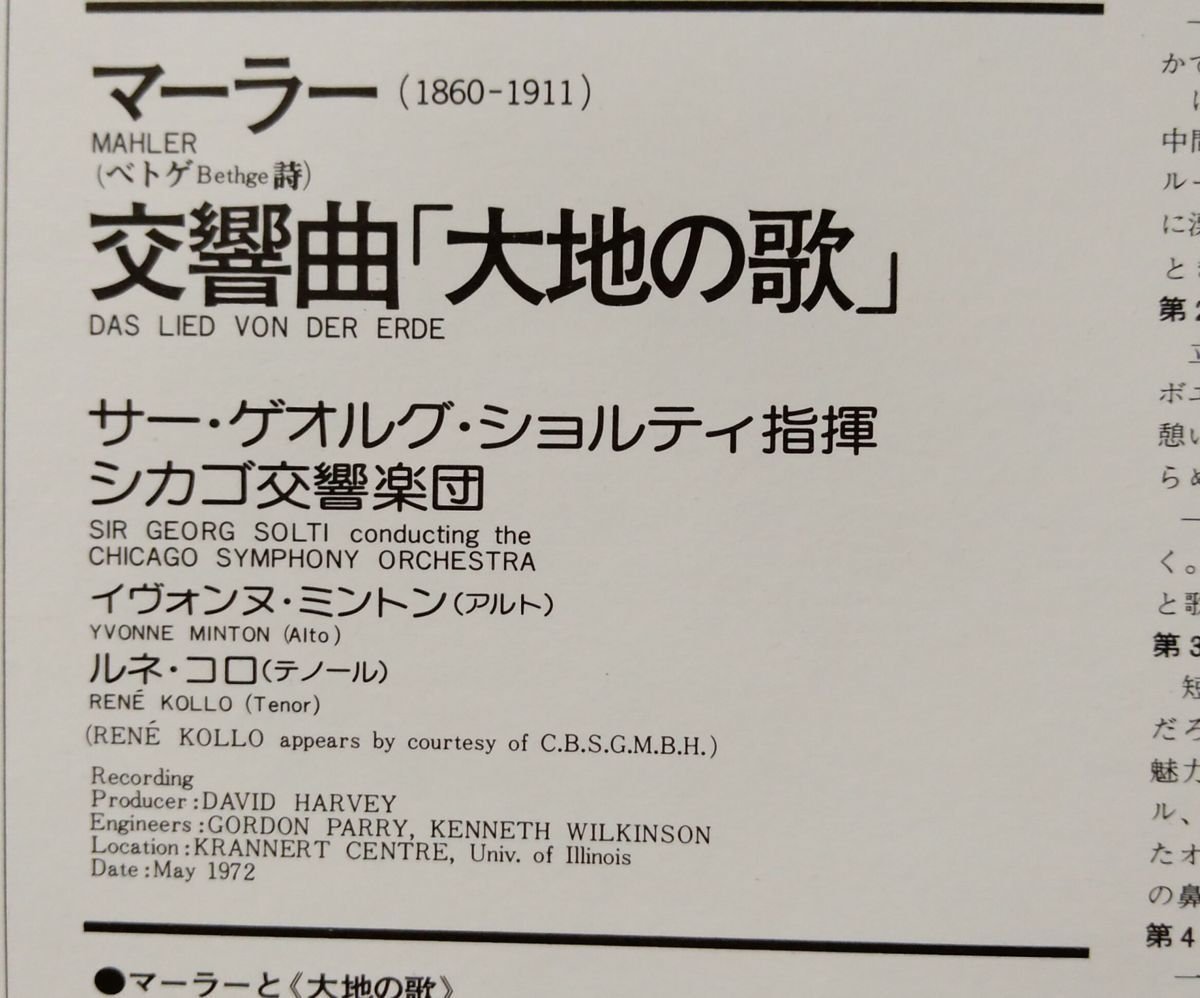 マーラー(1860-1911)
MAHLER
(ベトゲBethge詩)
交響曲「大地の歌」
DAS LIED VON DER ERDE
サー・ゲオルグ・ショルティ指揮
シカゴ交響楽団
SIR GEORG SOLTI conducting the
CHICAGO SYMPHONY ORCHESTRA
イヴォンヌ・ミントン(アルト)
YVONNE MINTON (Alto)
ルネ・コロ(テノール)
RENÉ KOLLO (Tenor)
(RENÉ KOLLO appears by courtesy of C.B.S.G.M.B.H.)
Recording
Producer:DAVID HARVEY
Engineers:GORDON PARRY, KENNETH WILKINSON
Location:KRANNERT CENTRE, Univ. of Illinois
Date:May 1972
●マーラーと《大地の歌》
かて
中間
ルー
に深
とき
第2
立
ボニ
憩い
らめ
く。
と歌
第3
短
だろ
魅力
ル、
たオ
の鼻
第4